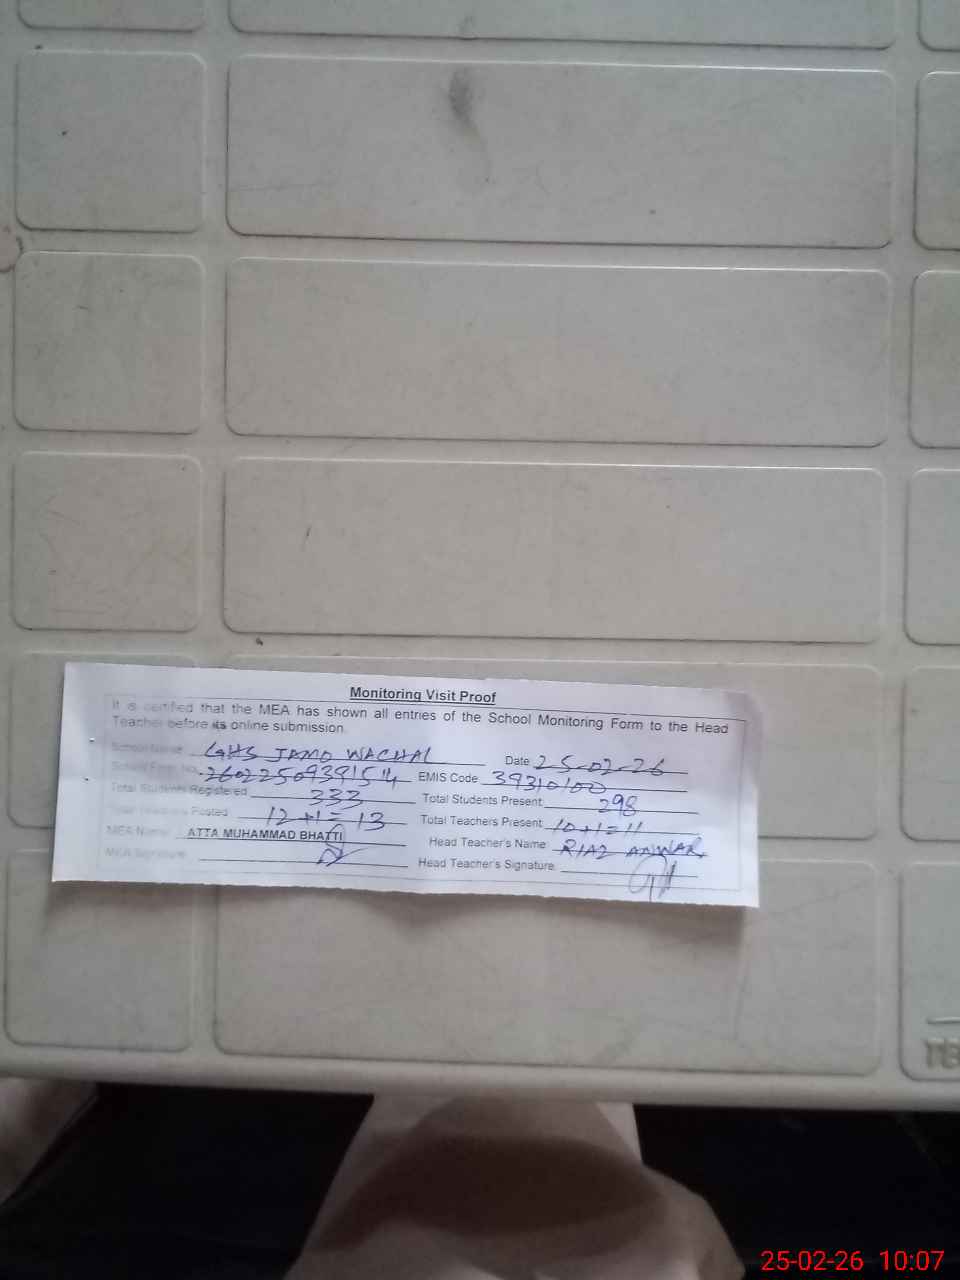 Monitoring Visit Proof
It is certified that the MEA has shown all entries of the School Monitoring Form to the Head
Teacher before its online submission.
School Name GHS JAMO WACHAL Date 25-02-26
School Form No. 26022509391514 EMIS Code 39310100
Total Students Registered 333 Total Students Present 298
Total Teachers Posted 12+1=13 Total Teachers Present 10+1=11
MEA Name ATTA MUHAMMAD BHATTI Head Teacher's Name RIAZ ANWAR
MEA Signature Head Teacher's Signature
25-02-26 10:07